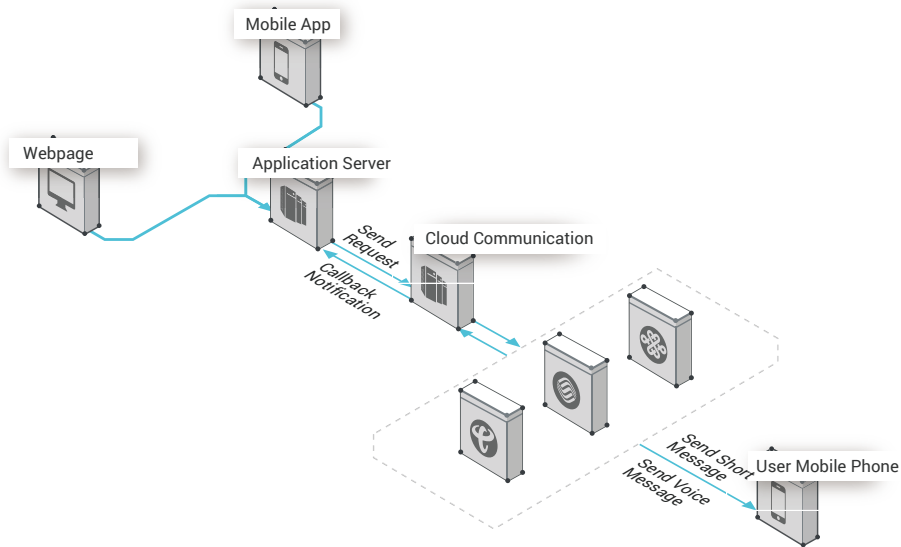 Mobile App
Webpage
Application Server
Send
Request
Cloud Communication
Callback
Notification
Send Short
Message
User Mobile Phone
Send Voice
Message